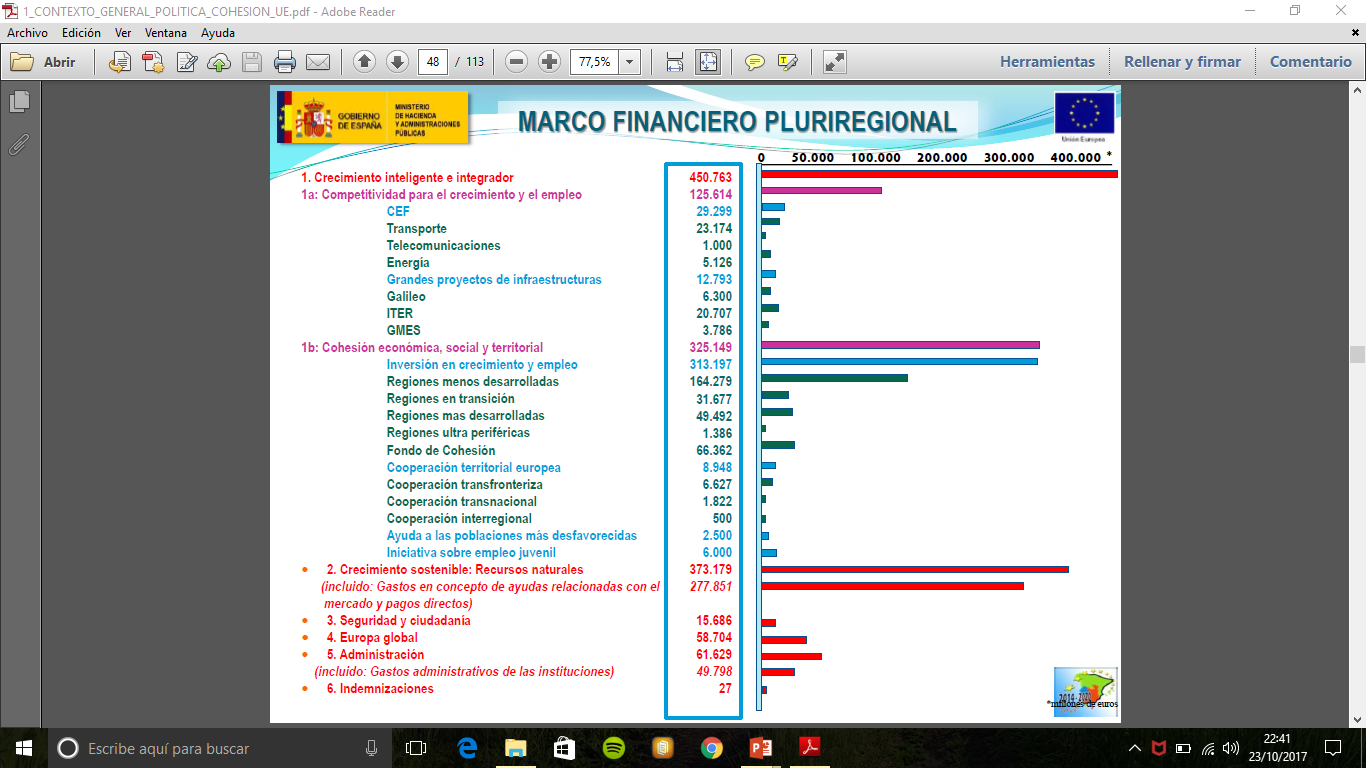 1_CONTEXTO_GENERAL_POLITICA_COHESION_UE.pdf - Adobe Reader
Archivo Edición Ver Ventana Ayuda
Abrir 48 / 113 77,5% Herramientas Rellenar y firmar Comentario
GOBIERNO DE ESPAÑA
MINISTERIO DE HACIENDA Y ADMINISTRACIONES PÚBLICAS
MARCO FINANCIERO PLURIREGIONAL
Unión Europea
0 50.000 100.000 200.000 300.000 400.000 *
1. Crecimiento inteligente e integrador 450.763
1a: Competitividad para el crecimiento y el empleo 125.614
CEF 29.299
Transporte 23.174
Telecomunicaciones 1.000
Energía 5.126
Grandes proyectos de infraestructuras 12.793
Galileo 6.300
ITER 20.707
GMES 3.786
1b: Cohesión económica, social y territorial 325.149
Inversión en crecimiento y empleo 313.197
Regiones menos desarrolladas 164.279
Regiones en transición 31.677
Regiones mas desarrolladas 49.492
Regiones ultra periféricas 1.386
Fondo de Cohesión 66.362
Cooperación territorial europea 8.948
Cooperación transfronteriza 6.627
Cooperación transnacional 1.822
Cooperación interregional 500
Ayuda a las poblaciones más desfavorecidas 2.500
Iniciativa sobre empleo juvenil 6.000
• 2. Crecimiento sostenible: Recursos naturales 373.179
(incluido: Gastos en concepto de ayudas relacionadas con el 277.851
mercado y pagos directos)
• 3. Seguridad y ciudadanía 15.686
• 4. Europa global 58.704
• 5. Administración 61.629
(incluido: Gastos administrativos de las instituciones) 49.798
• 6. Indemnizaciones 27
2014 - 2020
*millones de euros
Escribe aquí para buscar
22:41
23/10/2017